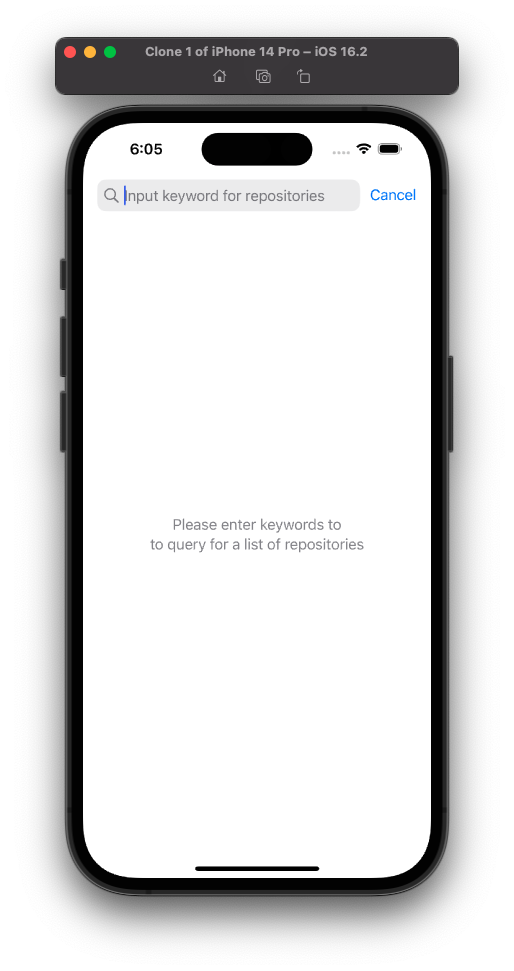 Clone 1 of iPhone 14 Pro – iOS 16.2
6:05
Input keyword for repositories
Cancel
Please enter keywords to
to query for a list of repositories